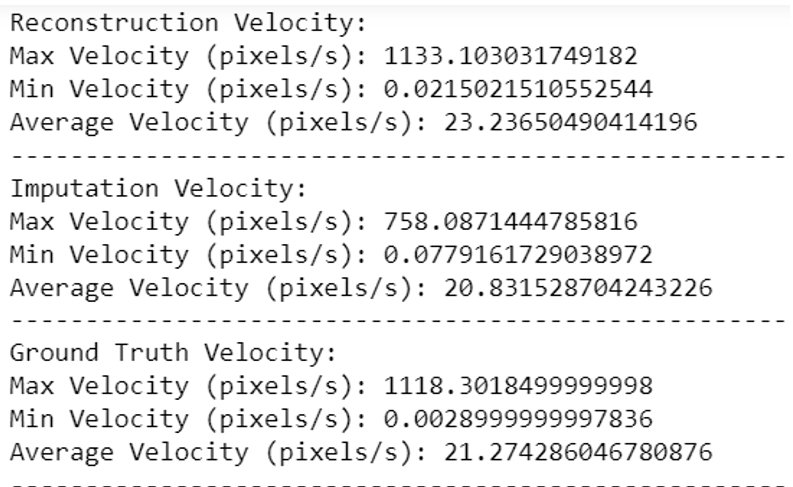 Reconstruction Velocity:
Max Velocity (pixels/s): 1133.103031749182
Min Velocity (pixels/s): 0.0215021510552544
Average Velocity (pixels/s): 23.23650490414196
----------------------------------------------------
Imputation Velocity:
Max Velocity (pixels/s): 758.0871444785816
Min Velocity (pixels/s): 0.0779161729038972
Average Velocity (pixels/s): 20.831528704243226
----------------------------------------------------
Ground Truth Velocity:
Max Velocity (pixels/s): 1118.3018499999998
Min Velocity (pixels/s): 0.0028999999997836
Average Velocity (pixels/s): 21.274286046780876
----------------------------------------------------